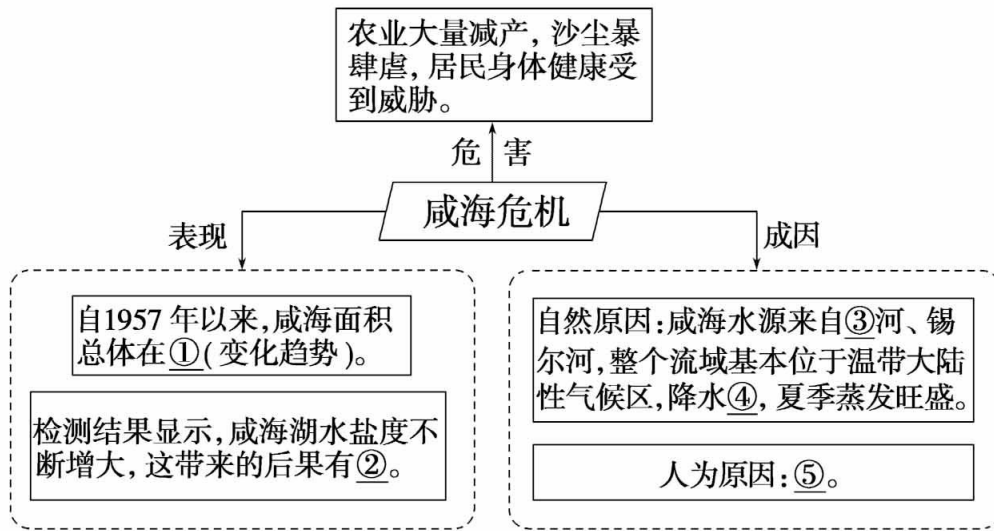 农业大量减产，沙尘暴
肆虐，居民身体健康受
到威胁。
危 害
咸海危机
表现
成因
自1957年以来，咸海面积
总体在①(变化趋势)。
检测结果显示，咸海湖水盐度不
断增大，这带来的后果有②。
自然原因：咸海水源来自③河、锡
尔河，整个流域基本位于温带大陆
性气候区，降水④，夏季蒸发旺盛。
人为原因：⑤。